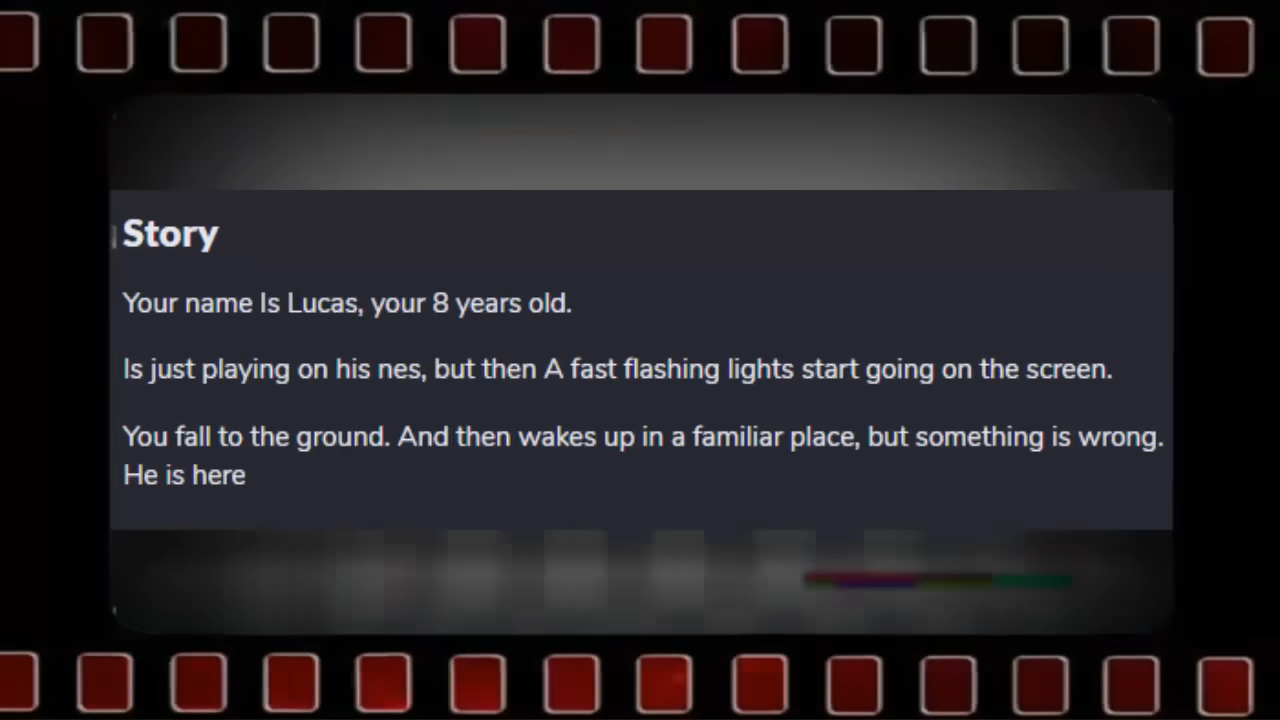 Story
Your name Is Lucas, your 8 years old.
Is just playing on his nes, but then A fast flashing lights start going on the screen.
You fall to the ground. And then wakes up in a familiar place, but something is wrong.
He is here